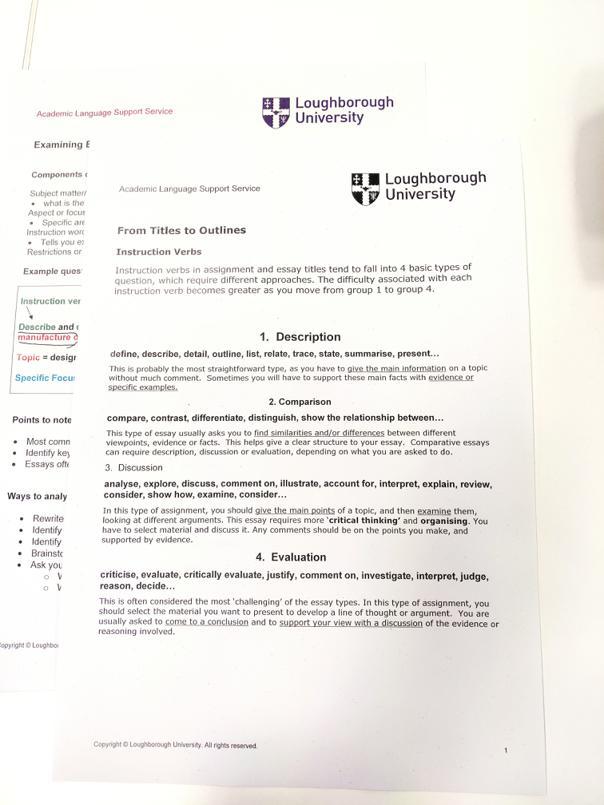 Academic Language Support Service
Loughborough
University
Examining
Components
Subject matter/
• what is the
Aspect or focus
• Specific
Instruction
• Tells you
Restrictions or
Example
Instruction
Describe and
manufacture
Topic = design
Specific
Points to note
• Most
• Identify key
• Essays
Ways to
• Rewrite
• Identify
• Identify
•
• Ask you
o
o
opyright © Loughbo
Academic Language Support Service
Loughborough
University
From Titles to Outlines
Instruction Verbs
Instruction verbs in assignment and essay titles tend to fall into 4 basic types of
question, which require different approaches. The difficulty associated with each
instruction verb becomes greater as you move from group 1 to group 4.
1. Description
define, describe, detail, outline, list, relate, trace, state, summarise, present…
This is probably the most straightforward type, as you have to give the main information on a topic
without much comment. Sometimes you will have to support these main facts with evidence or
specific examples.
2. Comparison
compare, contrast, differentiate, distinguish, show the relationship between…
This type of essay usually asks you to find similarities and/or differences between different
viewpoints, evidence or facts. This helps give a clear structure to your essay. Comparative essays
can require description, discussion or evaluation, depending on what you are asked to do.
3. Discussion
analyse, explore, discuss, comment on, illustrate, account for, interpret, explain, review,
consider, show how, examine, consider…
In this type of assignment, you should give the main points of a topic, and then examine them,
looking at different arguments. This essay requires more 'critical thinking' and organising. You
have to select material and discuss it. Any comments should be on the points you make, and
supported by evidence.
4. Evaluation
criticise, evaluate, critically evaluate, justify, comment on, investigate, interpret, judge,
reason, decide…
This is often considered the most 'challenging' of the essay types. In this type of assignment, you
should select the material you want to present to develop a line of thought or argument. You are
usually asked to come to a conclusion and to support your view with a discussion of the evidence or
reasoning involved.
Copyright © Loughborough University. All rights reserved.
1